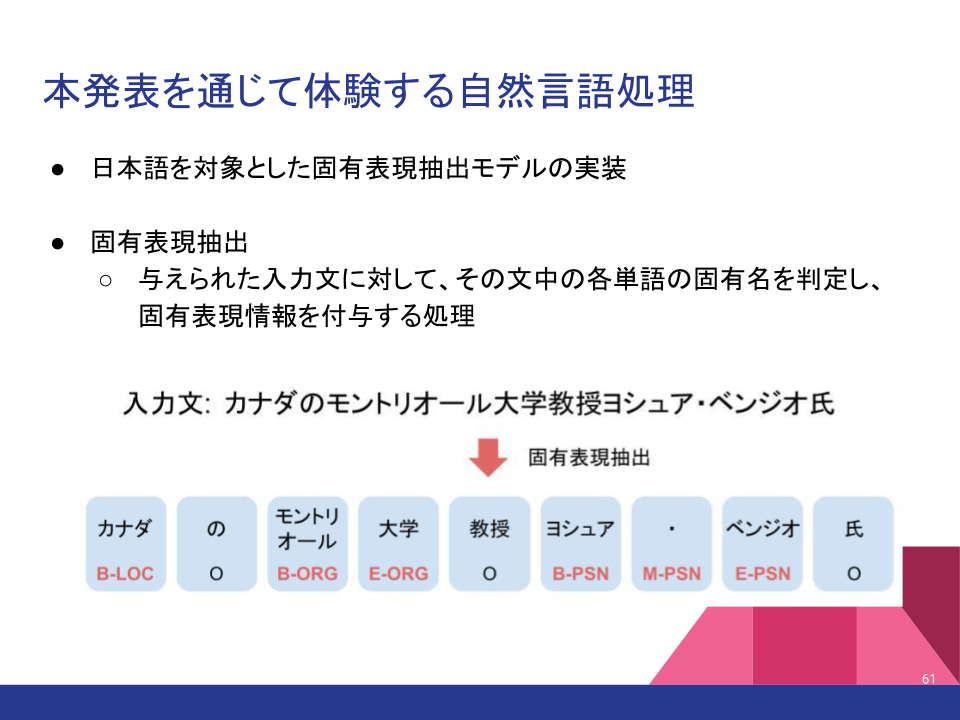 本発表を通じて体験する自然言語処理
● 日本語を対象とした固有表現抽出モデルの実装
● 固有表現抽出
○ 与えられた入力文に対して、その文中の各単語の固有名を判定し、
固有表現情報を付与する処理
入力文: カナダのモントリオール大学教授ヨシュア・ベンジオ氏
固有表現抽出
カナダ
B-LOC
の
O
モントリ
オール
B-ORG
大学
E-ORG
教授
O
ヨシュア
B-PSN
・
M-PSN
ベンジオ
E-PSN
氏
O
61